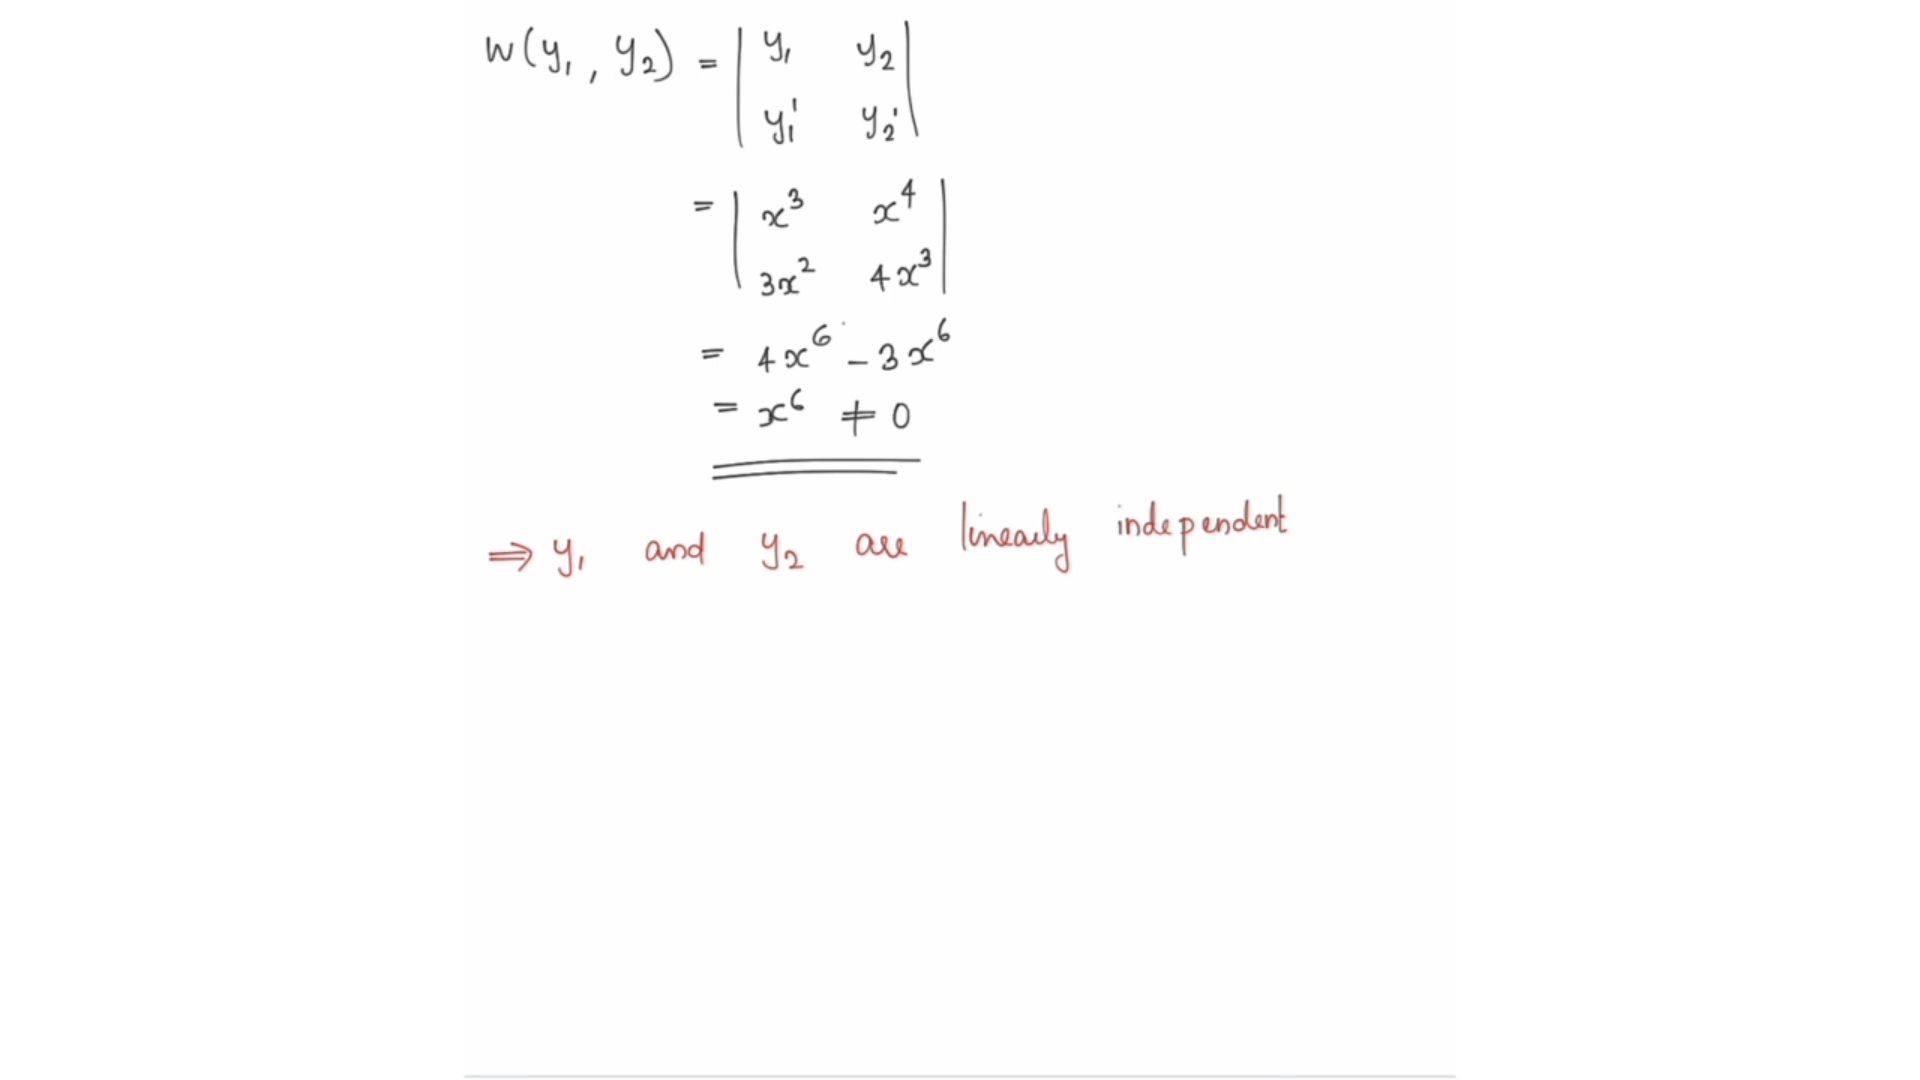 W(y₁, y₂) = | y₁ y₂ |
| y₁' y₂' |
= | x³ x⁴ |
| 3x² 4x³ |
= 4x⁶ - 3x⁶
= x⁶ ≠ 0
⇒ y₁ and y₂ are linearly independent